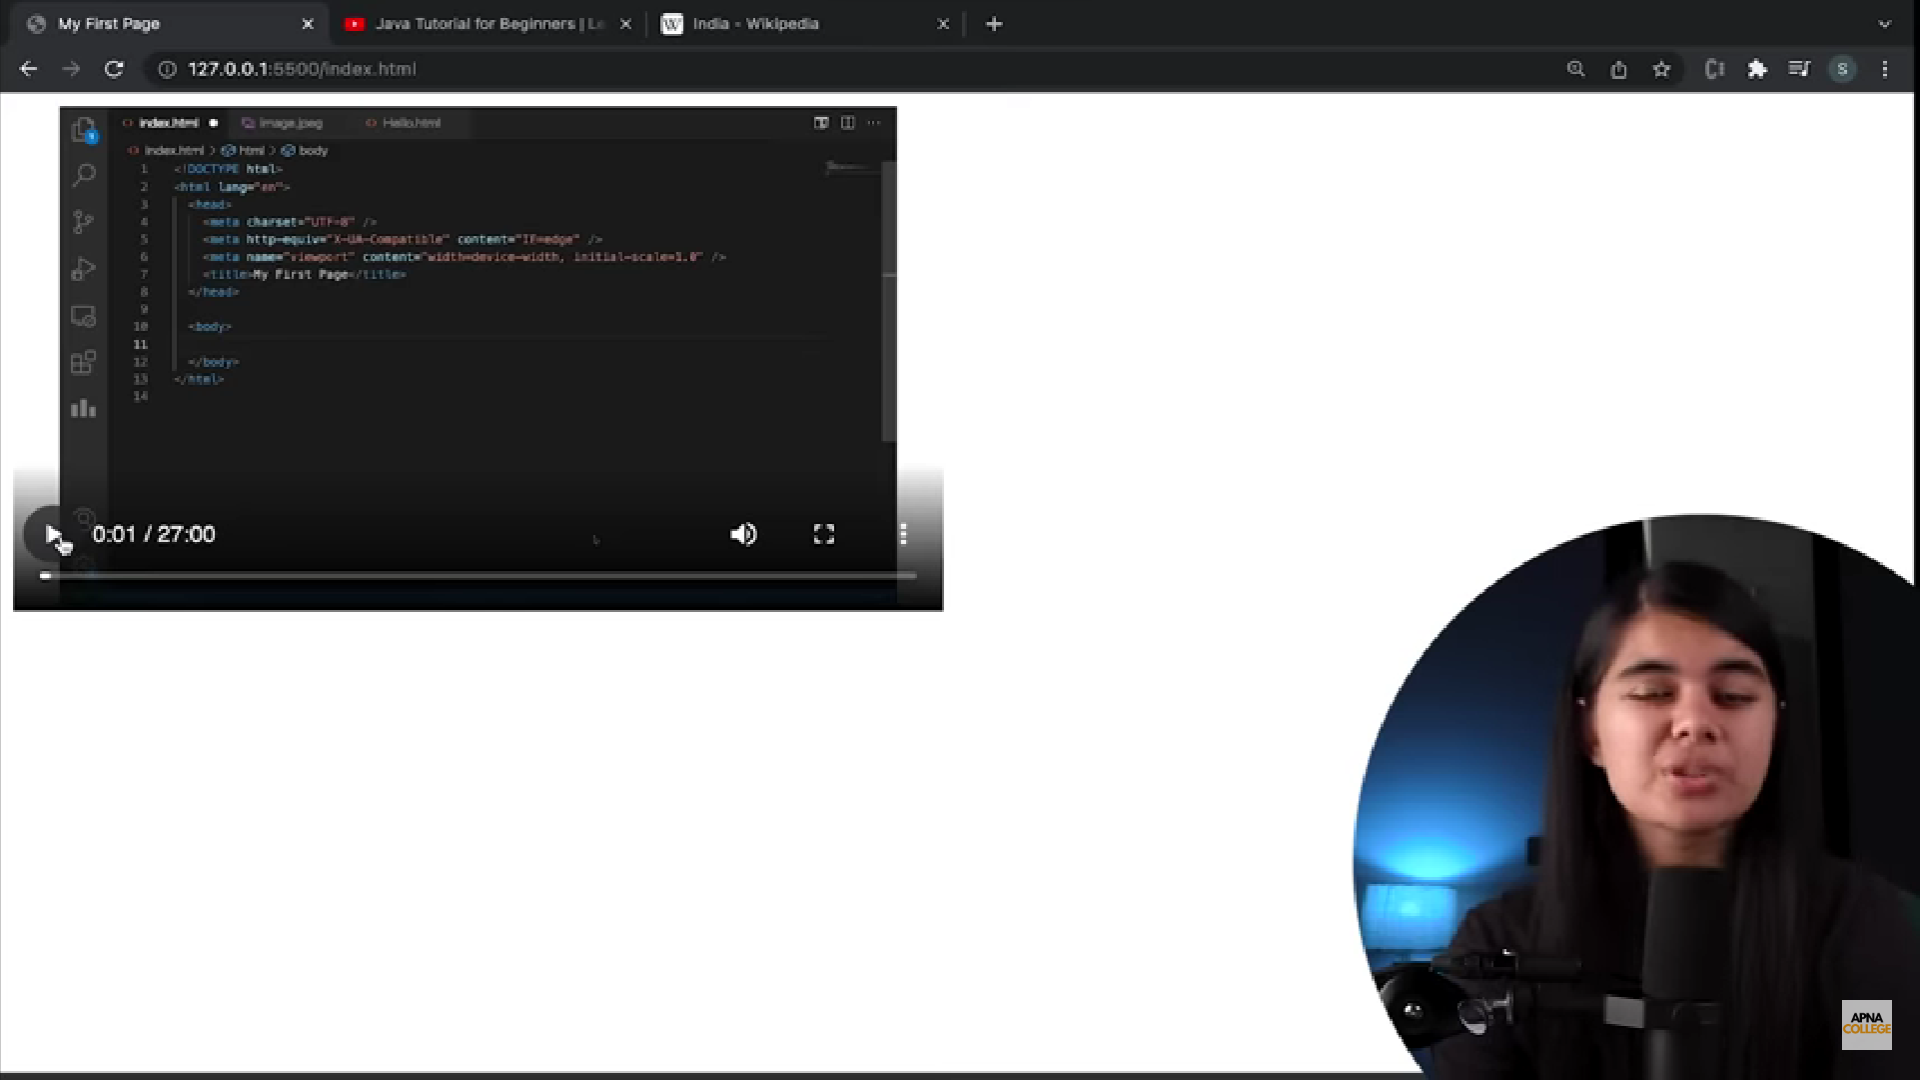 My First Page
Java Tutorial for Beginners | Le
India - Wikipedia
127.0.0.1:5500/index.html
S
index.html
image.jpeg
Hello.html
index.html > html > body
1 <!DOCTYPE html>
2 <html lang="en">
3 <head>
4 <meta charset="UTF-8" />
5 <meta http-equiv="X-UA-Compatible" content="IE=edge" />
6 <meta name="viewport" content="width=device-width, initial-scale=1.0" />
7 <title>My First Page</title>
8 </head>
9
10 <body>
11
12 </body>
13 </html>
14
0:01 / 27:00
APNA
COLLEGE